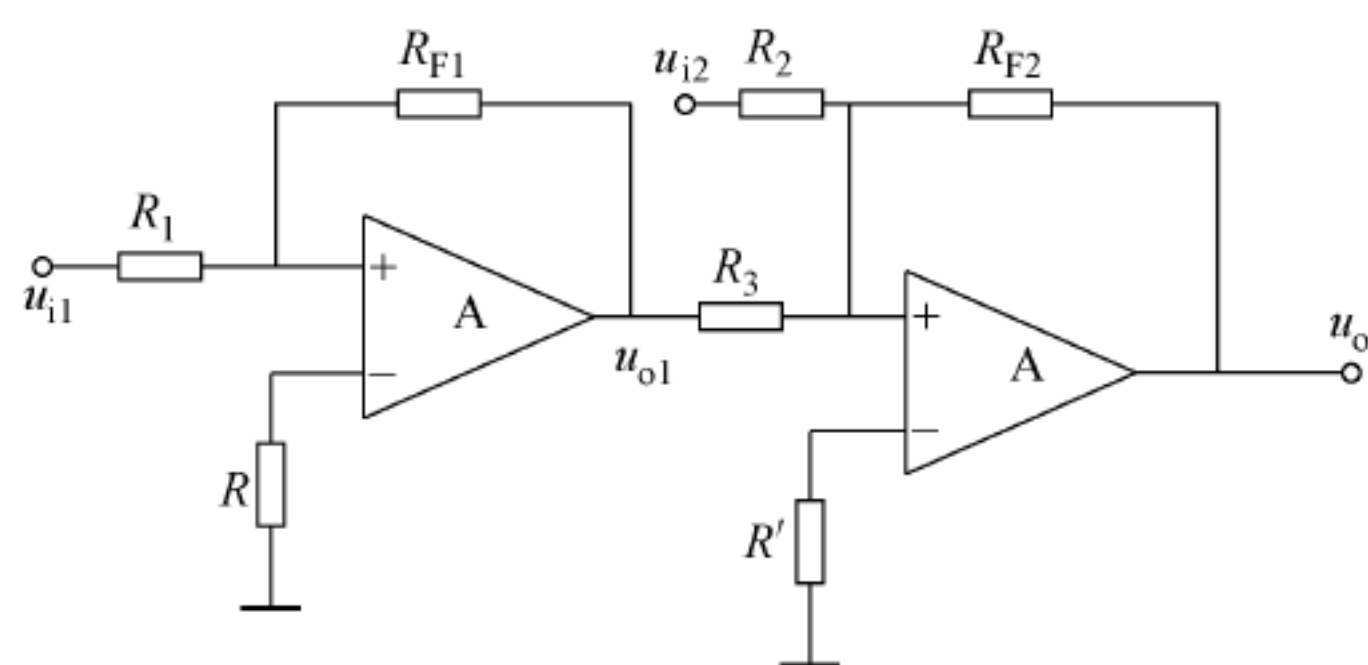 R_F1
u_i2
R_2
R_F2
R_1
u_i1
+
A
−
R_3
u_o1
+
A
−
u_o
R
R′